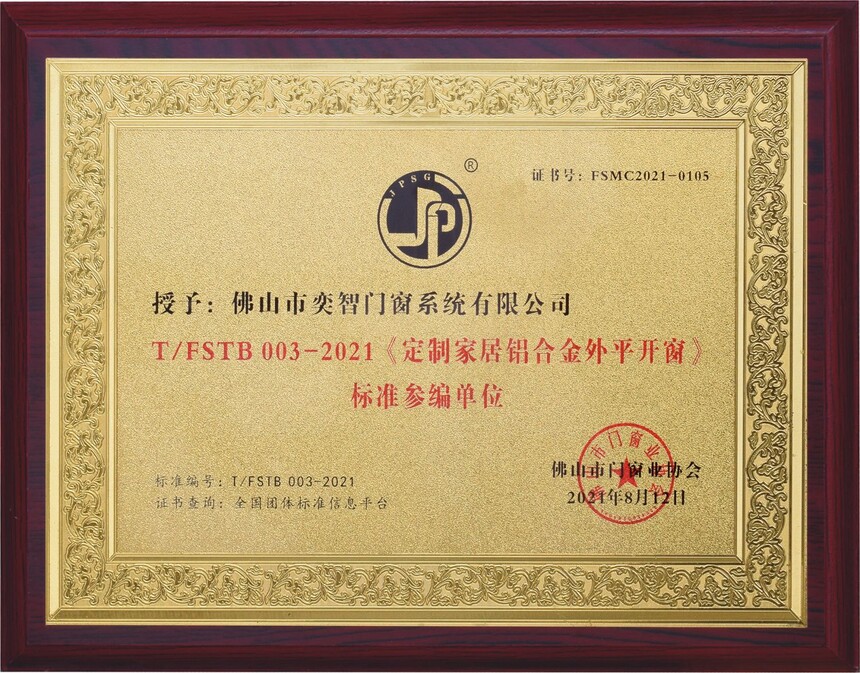 JPSG
®
证书号：FSMC2021-0105
授予：佛山市奕智门窗系统有限公司
T/FSTB 003-2021《定制家居铝合金外平开窗》
标准参编单位
标准编号：T/FSTB 003-2021
证书查询：全国团体标准信息平台
佛山市门窗业协会
2021年8月12日